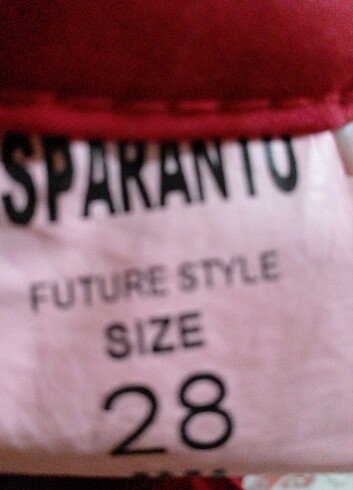 SPARANTO
FUTURE STYLE
SIZE
28